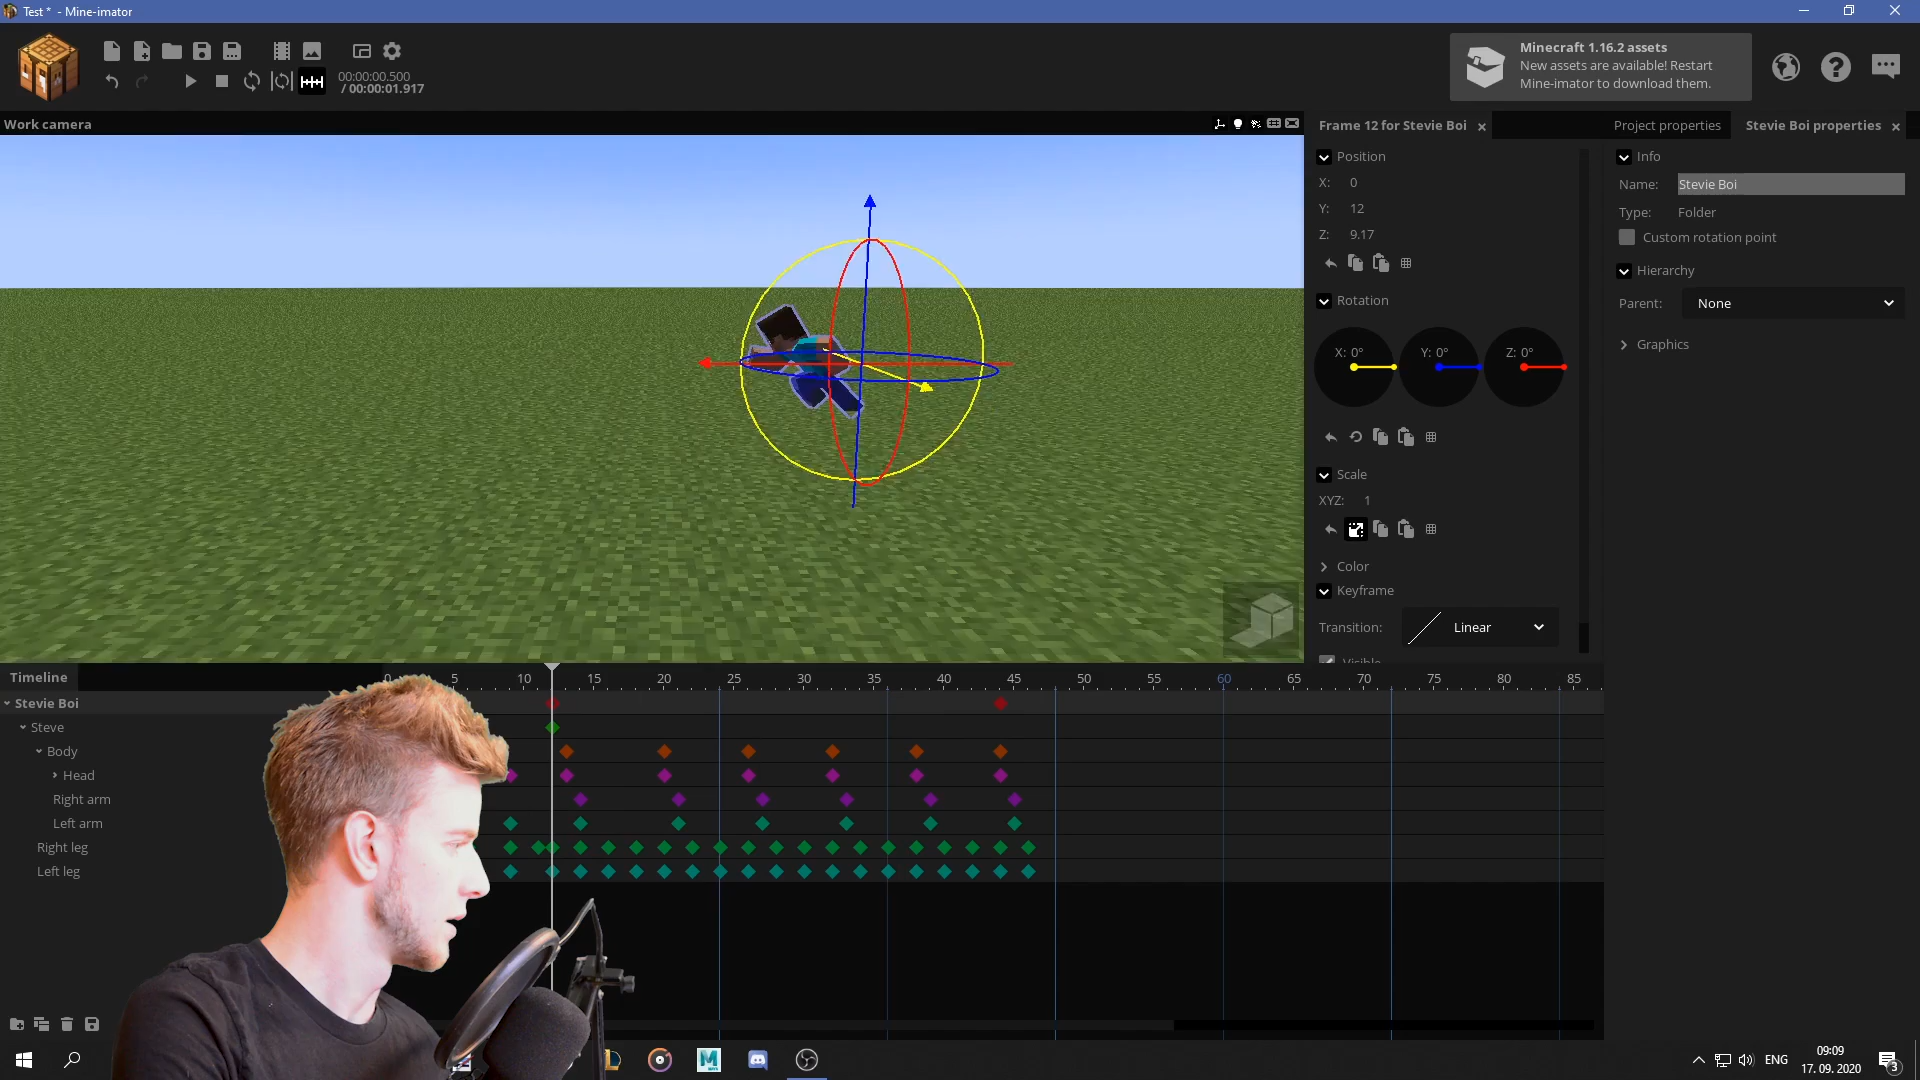 Test * - Mine-imator
00:00:00.500
/ 00:00:01.917
Minecraft 1.16.2 assets
New assets are available! Restart
Mine-imator to download them.
Work camera
Frame 12 for Stevie Boi
Position
X: 0
Y: 12
Z: 9.17
Rotation
X: 0° Y: 0° Z: 0°
Scale
XYZ: 1
Color
Keyframe
Transition: Linear
Visible
Project properties
Stevie Boi properties
Info
Name: Stevie Boi
Type: Folder
Custom rotation point
Hierarchy
Parent: None
Graphics
Timeline
0 5 10 15 20 25 30 35 40 45 50 55 60 65 70 75 80 85
Stevie Boi
Steve
Body
Head
Right arm
Left arm
Right leg
Left leg
ENG
09:09
17. 09. 2020
3